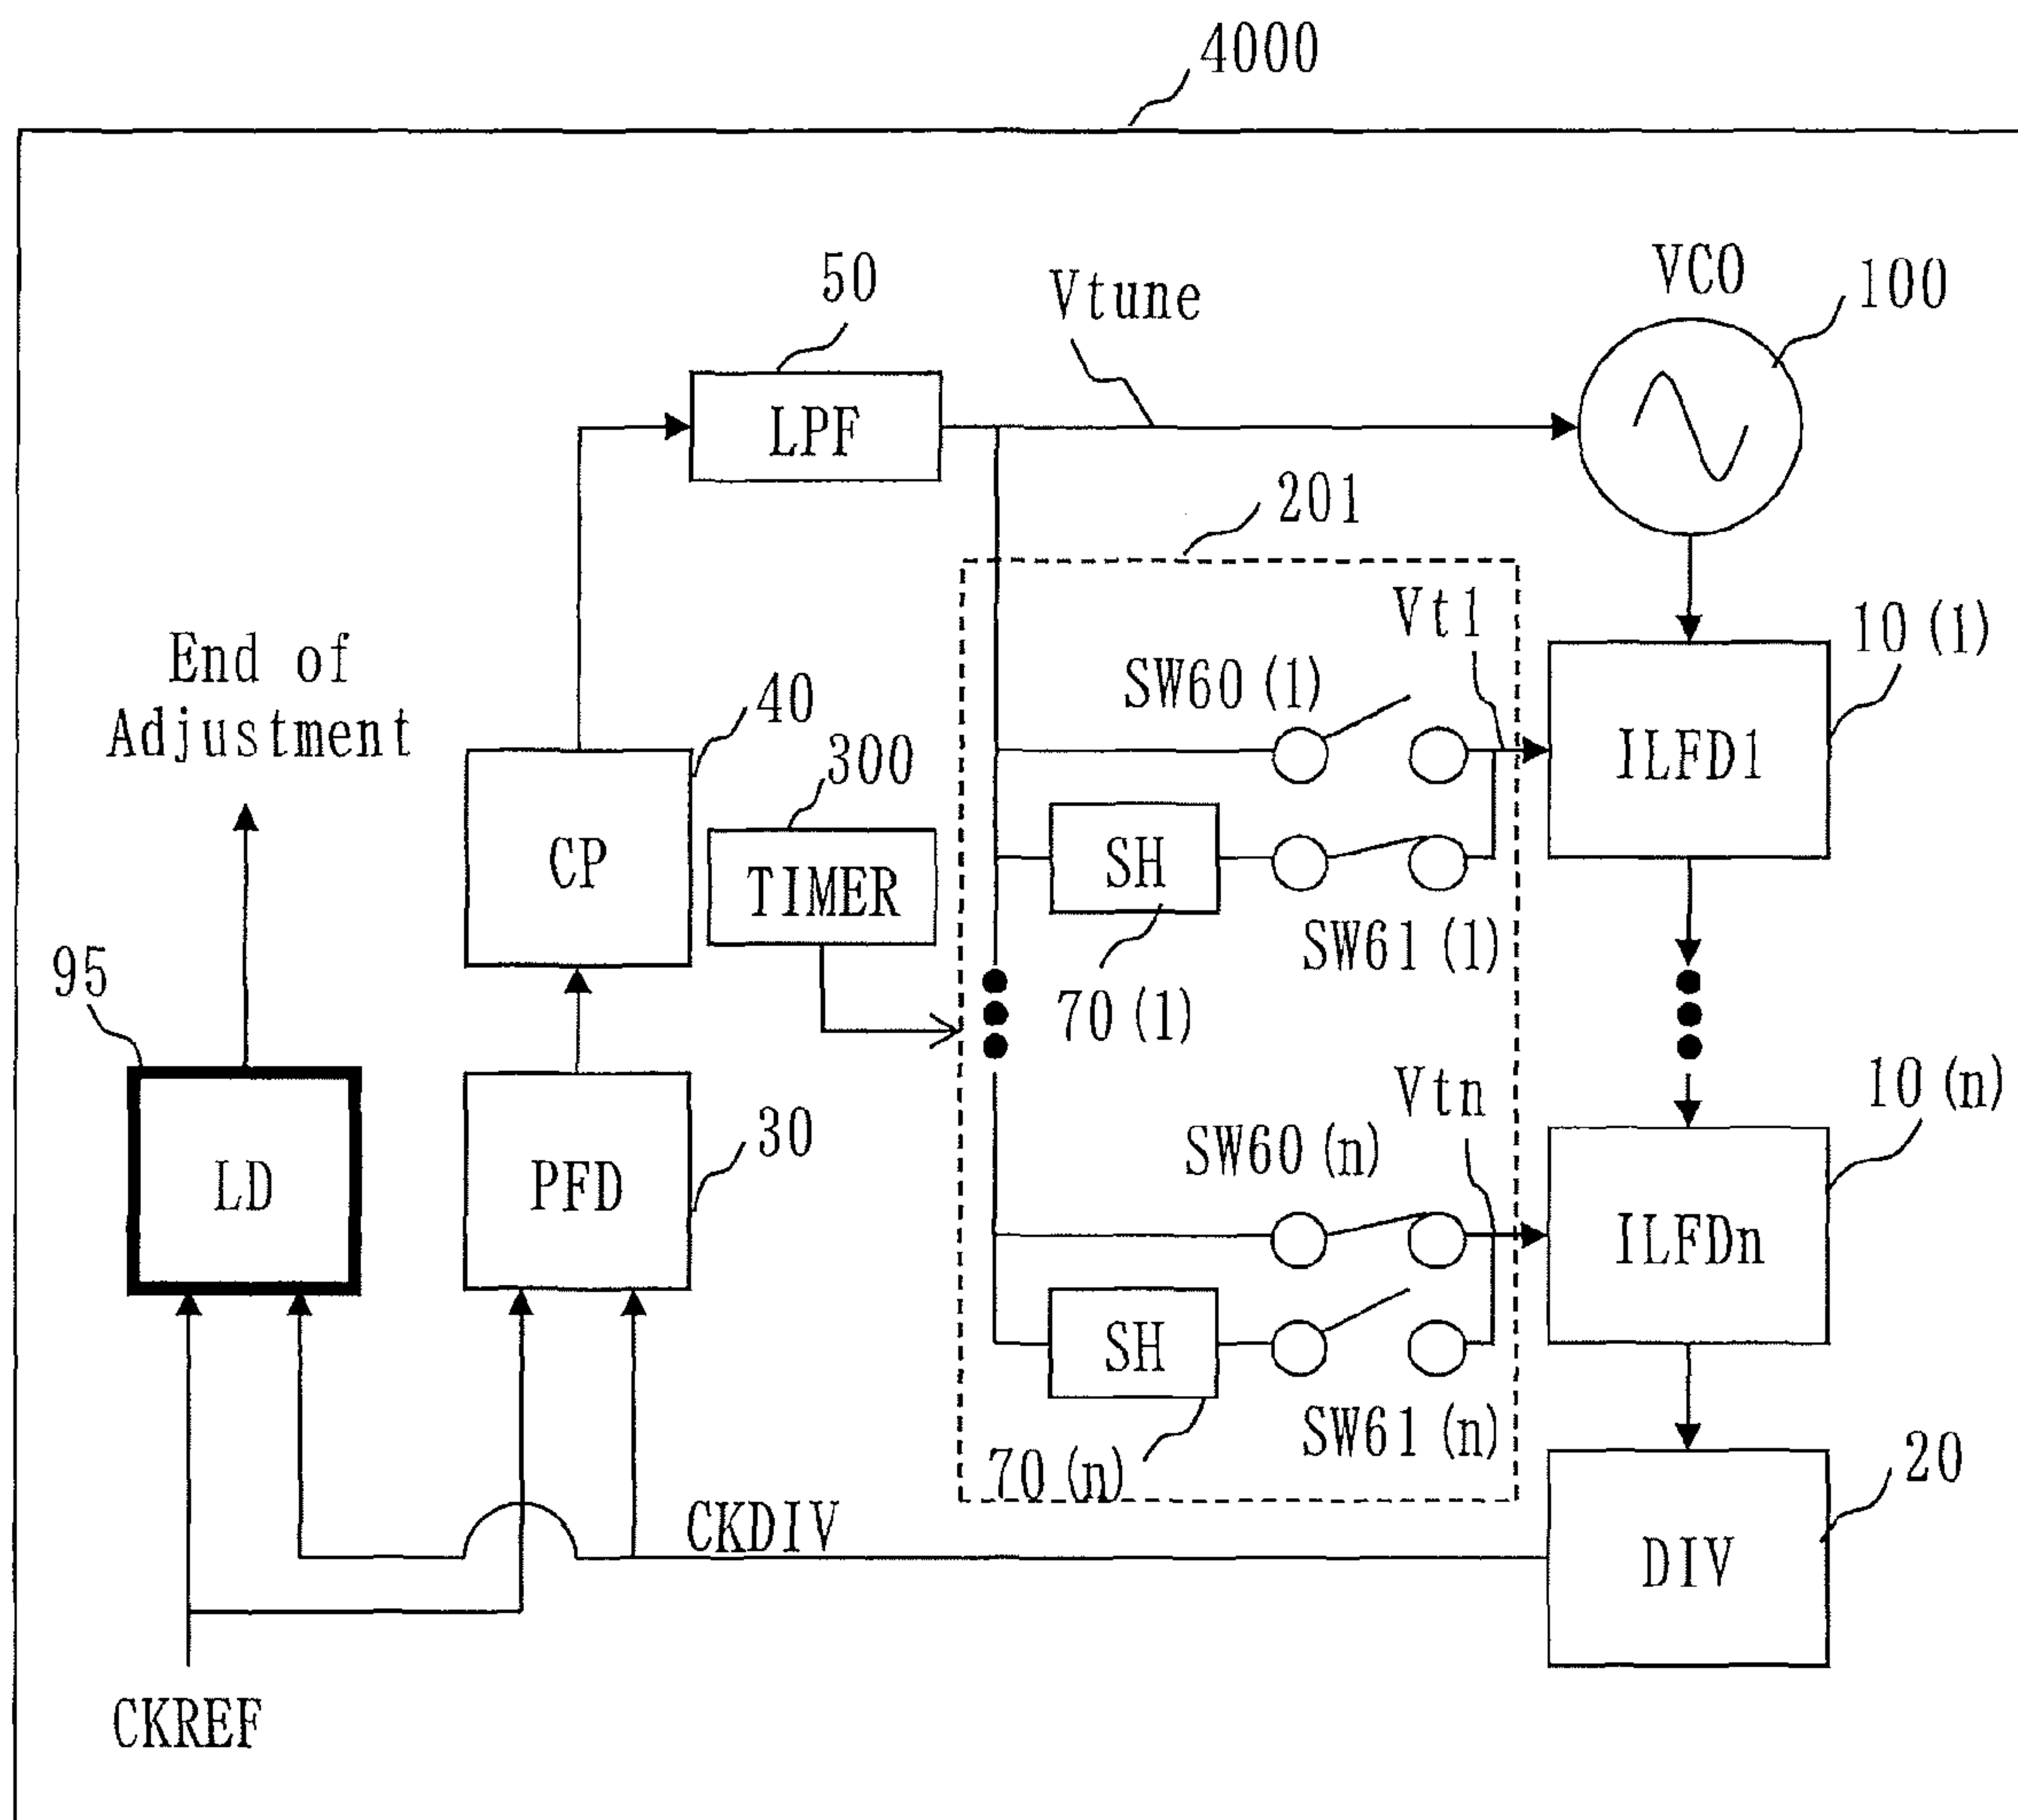 4000
VCO
100
50
Vtune
LPF
201
Vt1
10 (1)
End of
Adjustment
SW60 (1)
40
300
ILFD1
CP
TIMER
SH
SW61 (1)
95
70 (1)
10 (n)
Vtn
30
SW60 (n)
LD
PFD
ILFDn
SH
SW61 (n)
70 (n)
20
CKDIV
DIV
CKREF